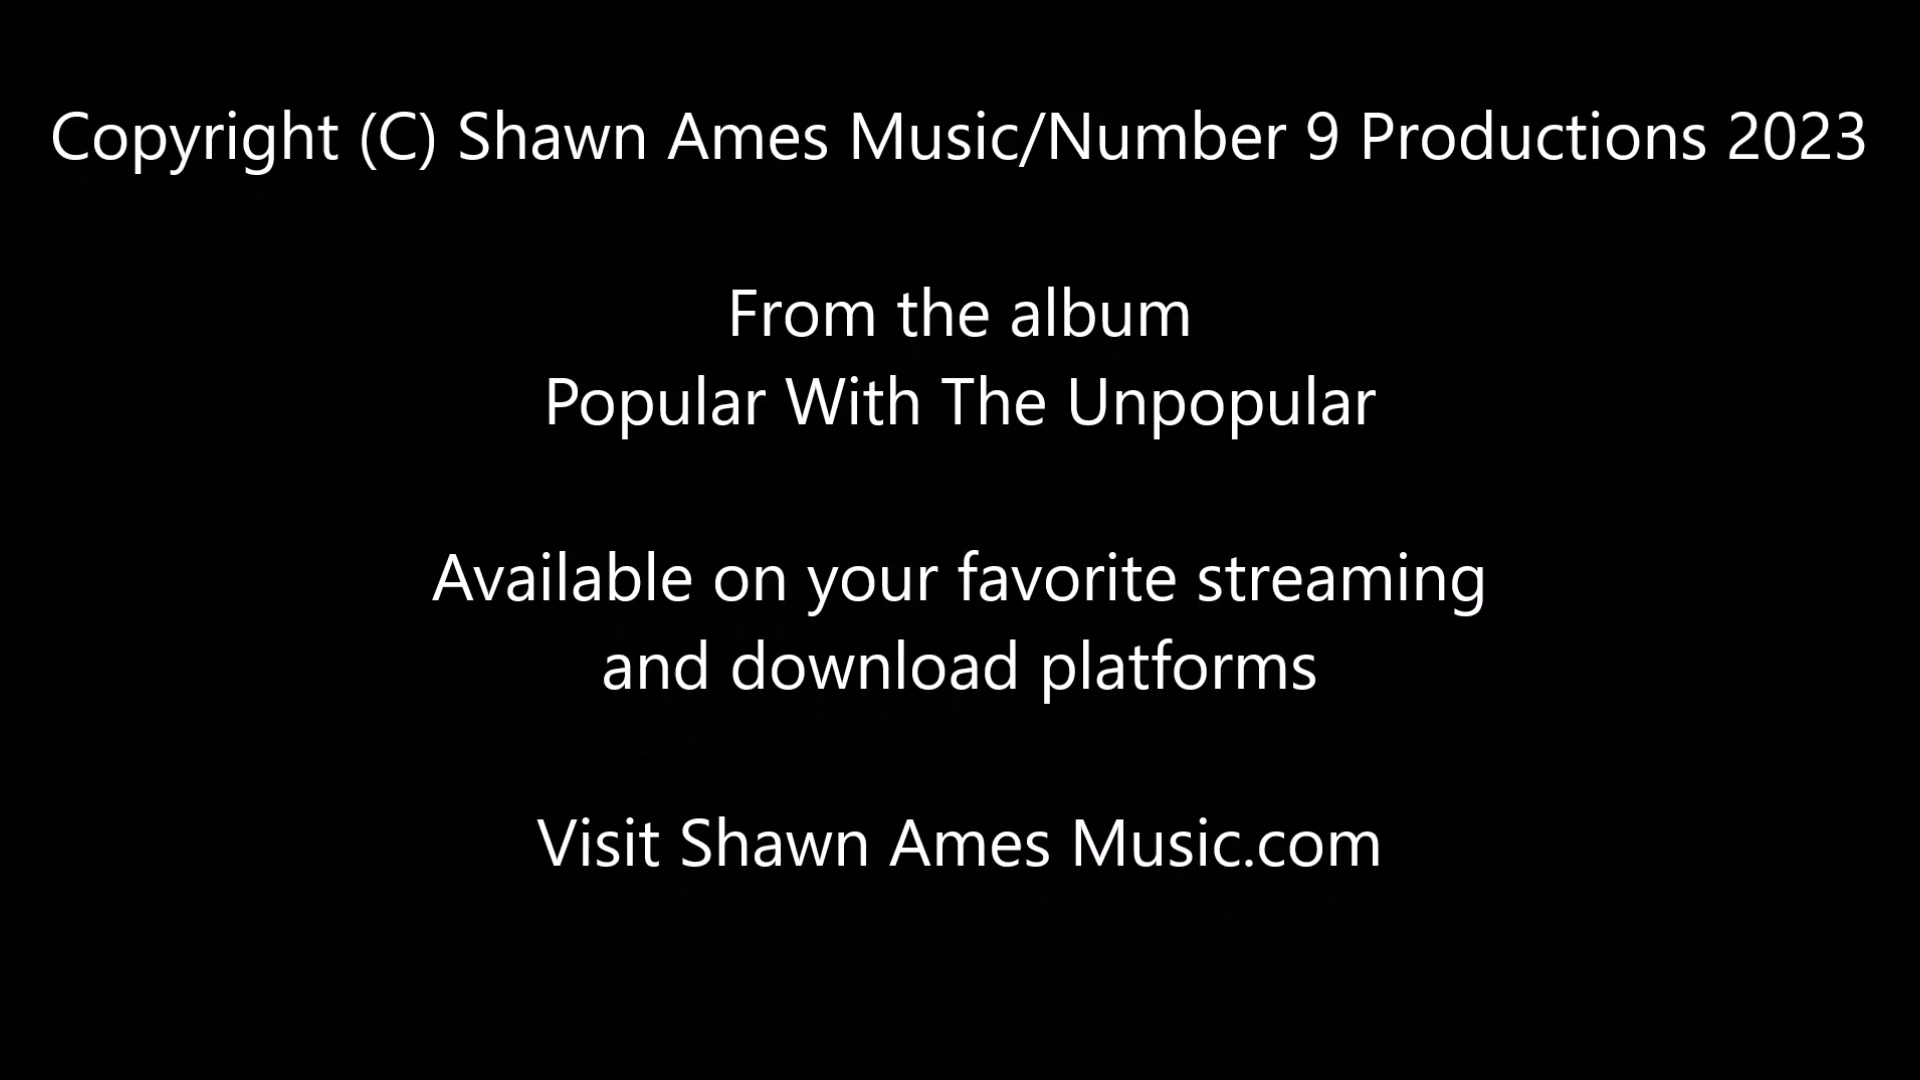 Copyright (C) Shawn Ames Music/Number 9 Productions 2023
From the album
Popular With The Unpopular
Available on your favorite streaming
and download platforms
Visit Shawn Ames Music.com